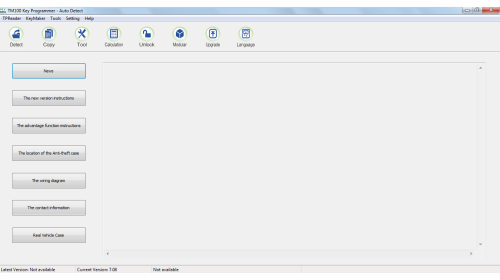 TM100 Key Programmer - Auto Detect
TPReader KeyMaker Tools Setting Help
Detect Copy Tool Calculator Unlock Modular Upgrade Language
News
The new version instructions
The advantage function instructions
The location of the Anti-theft case
The wiring diagram
The contact information
Real Vehicle Case
Latest Version: Not available Current Version: 7.08 Not available